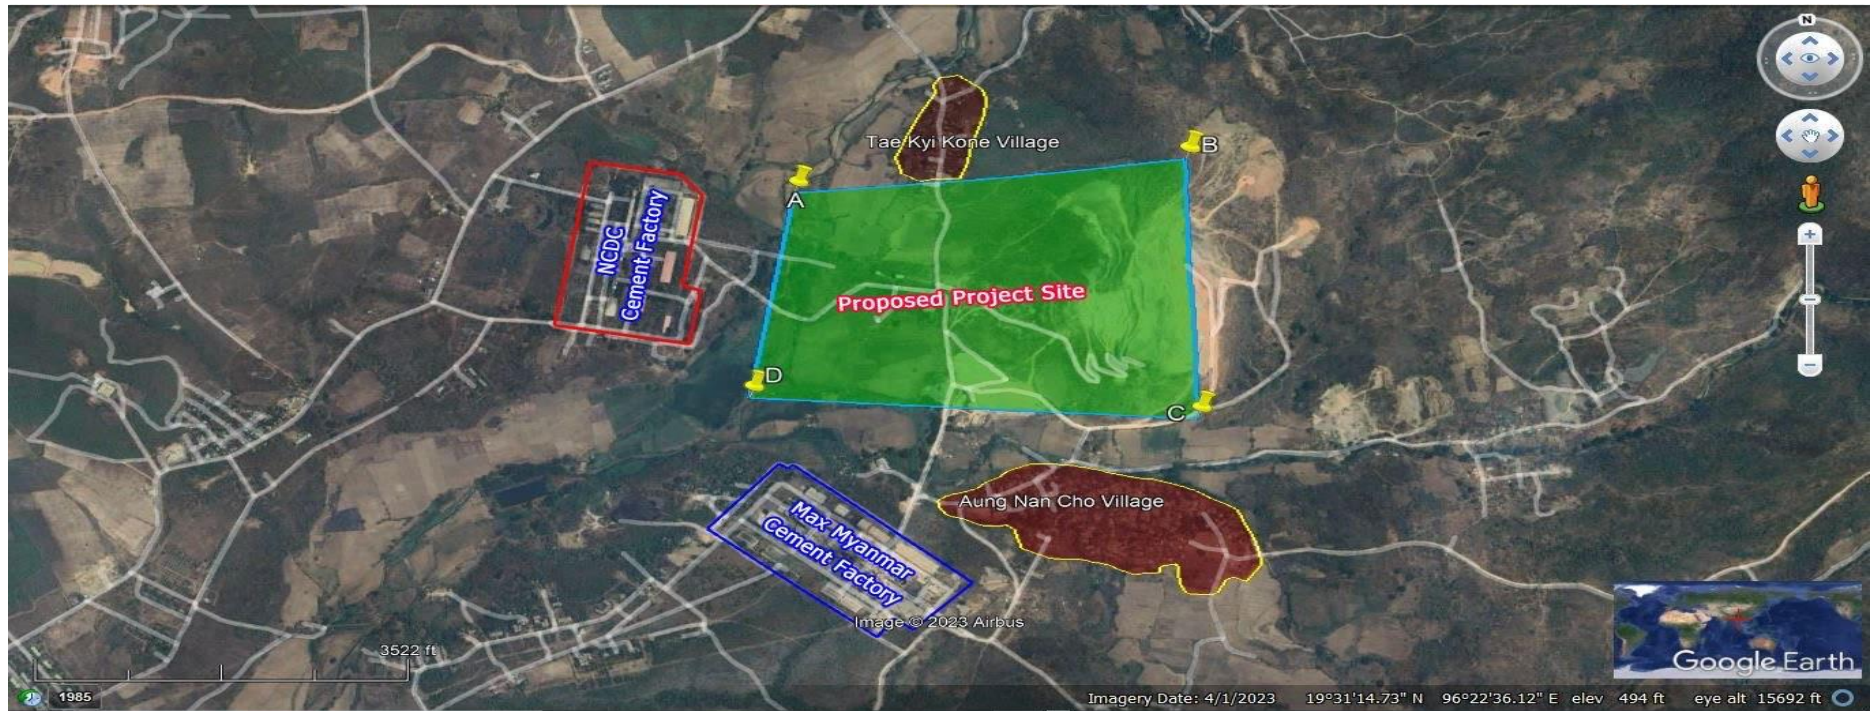 N
Tae Kyi Kone Village
B
A
NCDC
Cement Factory
Proposed Project Site
D
C
Aung Nan Cho Village
Max Myanmar
Cement Factory
Image © 2023 Airbus
3522 ft
Google Earth
1985
Imagery Date: 4/1/2023 19°31'14.73" N 96°22'36.12" E elev 494 ft eye alt 15692 ft